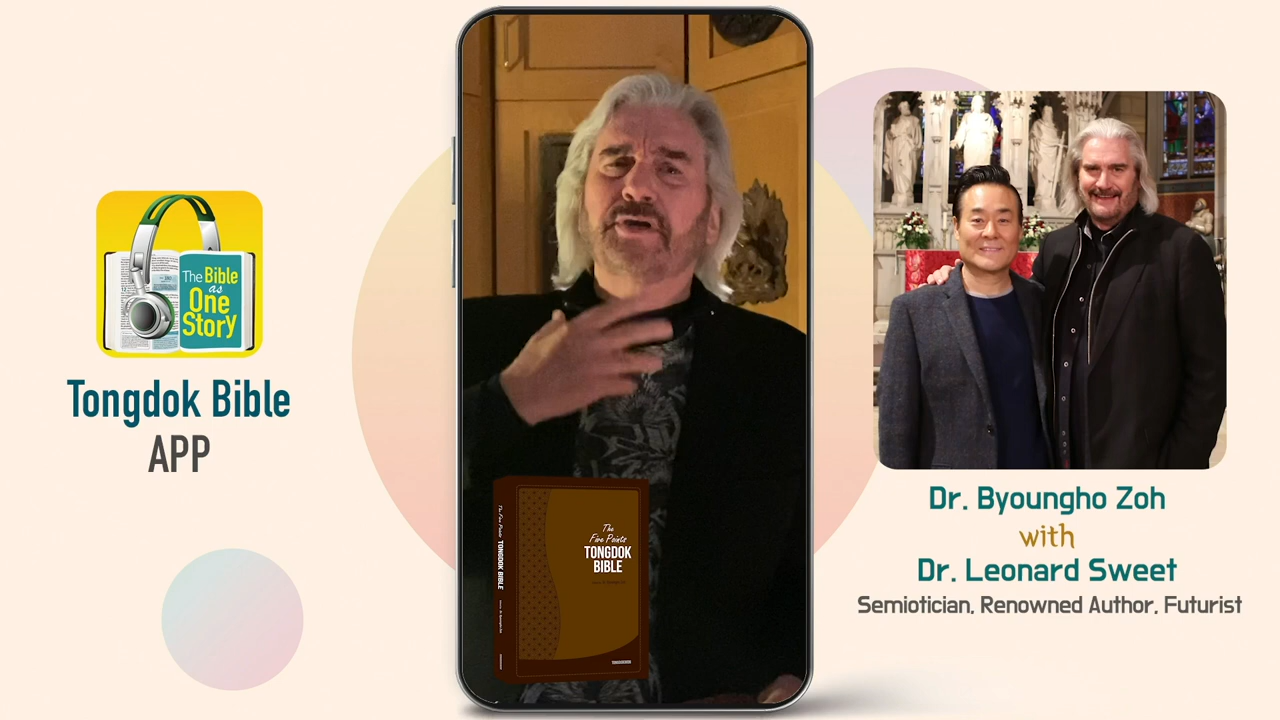 The Bible
as
One
Story
Tongdok Bible
APP
The
Five Points
TONGDOK
BIBLE
The Five Points TONGDOK BIBLE
Dr. Byoungho Zoh
with
Dr. Leonard Sweet
Semiotician, Renowned Author, Futurist